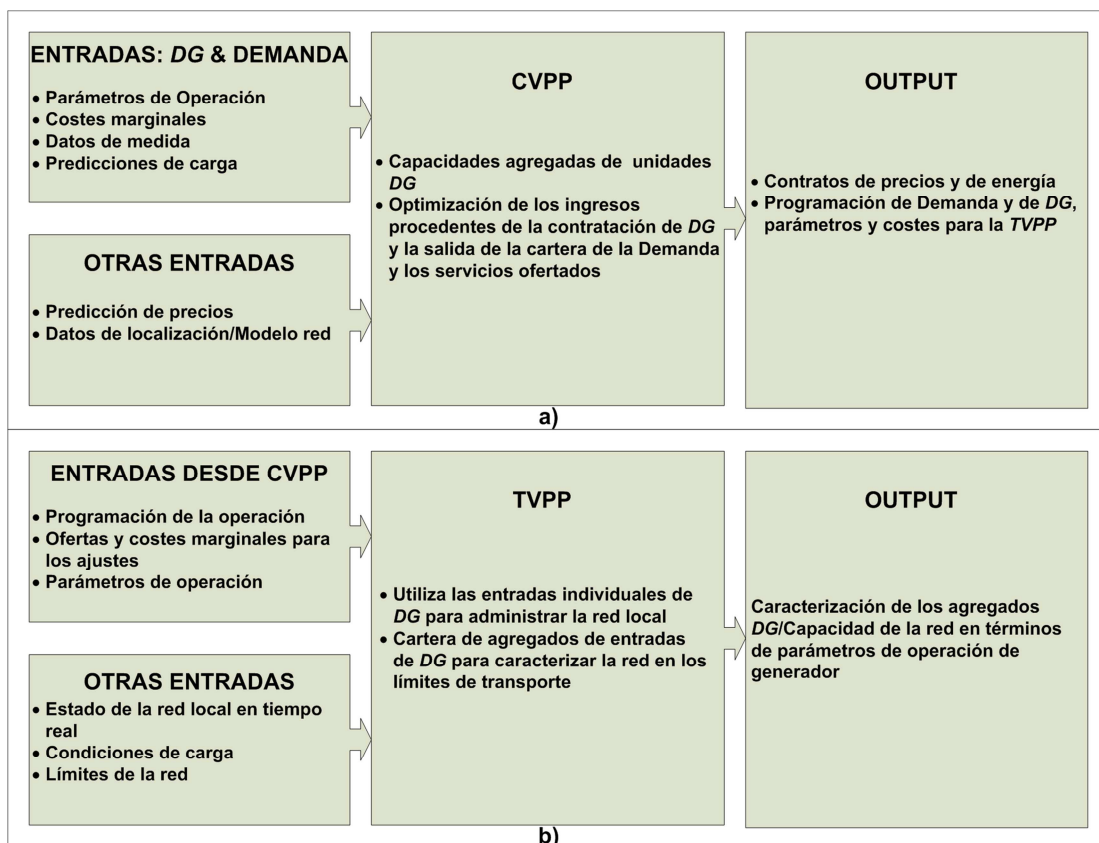 ENTRADAS: DG & DEMANDA
• Parámetros de Operación
• Costes marginales
• Datos de medida
• Predicciones de carga
OTRAS ENTRADAS
• Predicción de precios
• Datos de localización/Modelo red
CVPP
• Capacidades agregadas de unidades
DG
• Optimización de los ingresos
procedentes de la contratación de DG
y la salida de la cartera de la Demanda
y los servicios ofertados
OUTPUT
• Contratos de precios y de energía
• Programación de Demanda y de DG,
parámetros y costes para la TVPP
a)
ENTRADAS DESDE CVPP
• Programación de la operación
• Ofertas y costes marginales para
los ajustes
• Parámetros de operación
OTRAS ENTRADAS
• Estado de la red local en tiempo
real
• Condiciones de carga
• Límites de la red
TVPP
• Utiliza las entradas individuales de
DG para administrar la red local
• Cartera de agregados de entradas
de DG para caracterizar la red en los
límites de transporte
OUTPUT
Caracterización de los agregados
DG/Capacidad de la red en términos
de parámetros de operación de
generador
b)